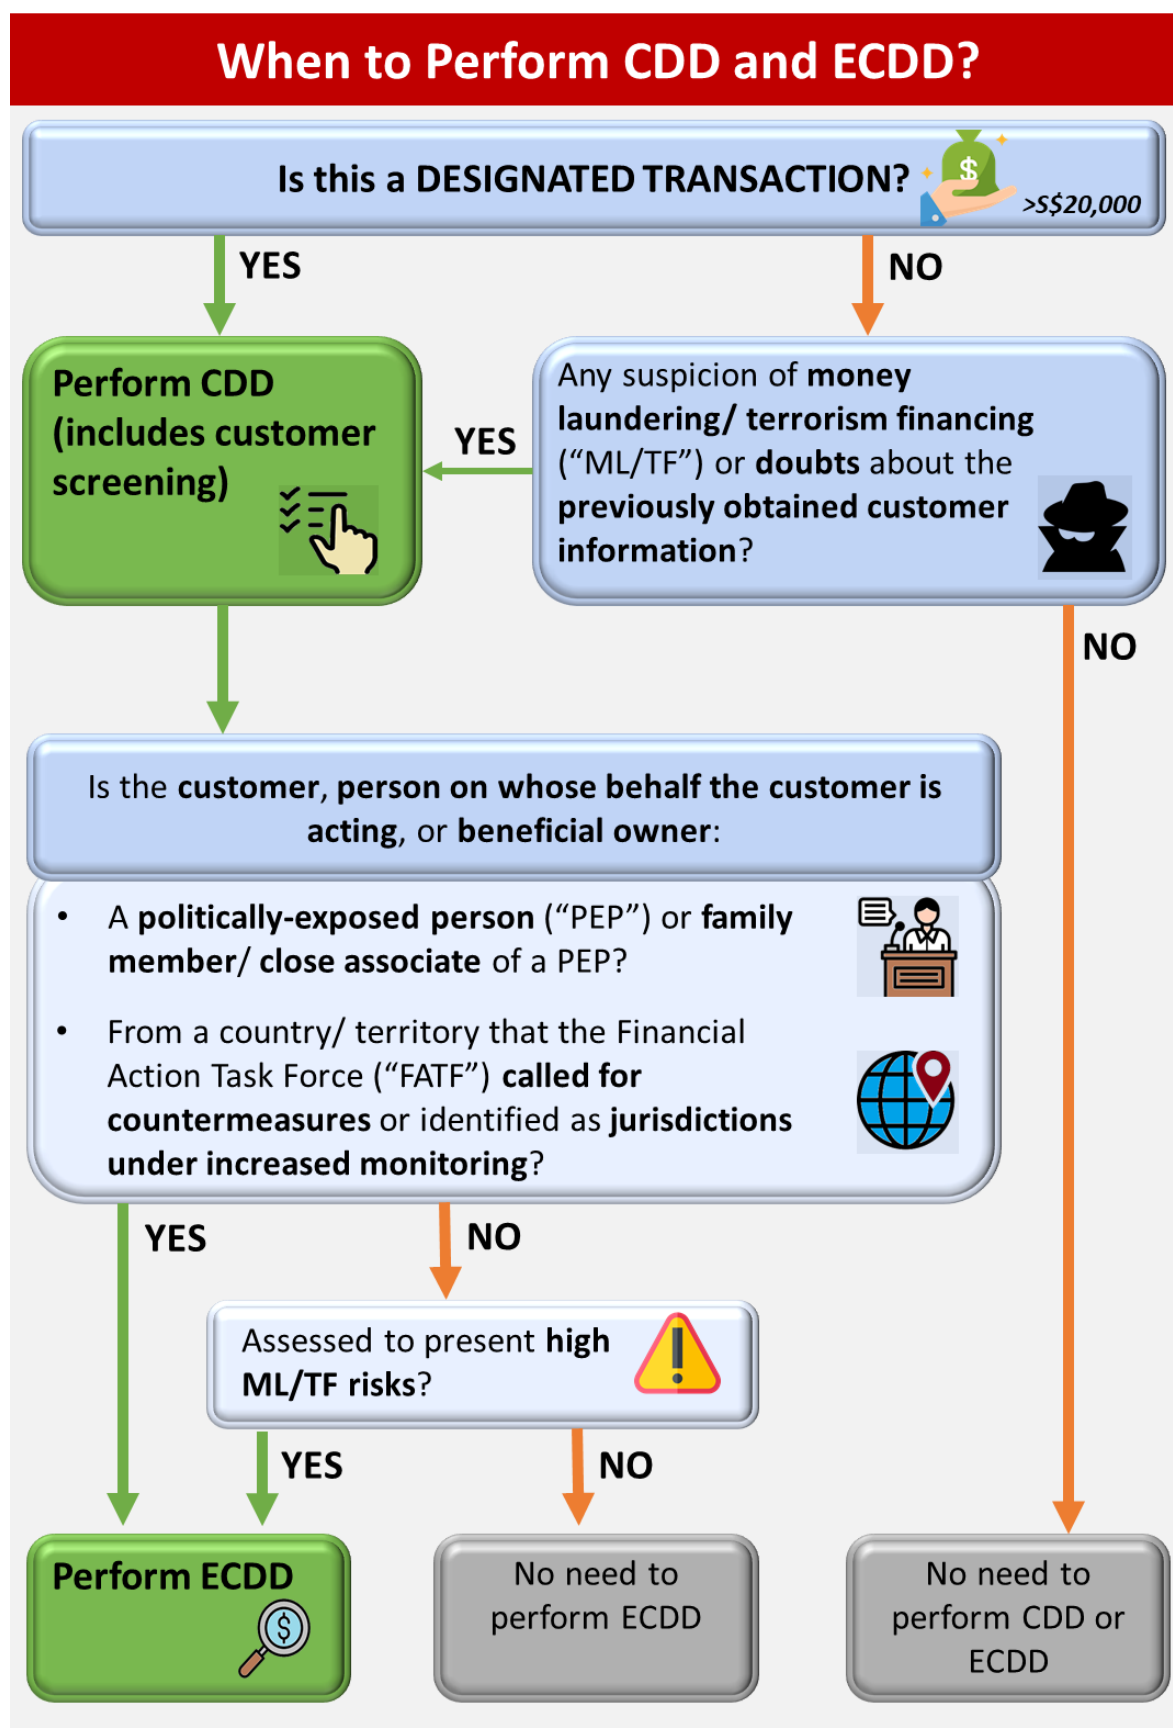 When to Perform CDD and ECDD?
Is this a DESIGNATED TRANSACTION?
$
>S$20,000
YES
NO
Perform CDD
(includes customer
screening)
YES
Any suspicion of money
laundering/ terrorism financing
(“ML/TF”) or doubts about the
previously obtained customer
information?
NO
Is the customer, person on whose behalf the customer is
acting, or beneficial owner:
• A politically-exposed person (“PEP”) or family
member/ close associate of a PEP?
• From a country/ territory that the Financial
Action Task Force (“FATF”) called for
countermeasures or identified as jurisdictions
under increased monitoring?
YES
NO
Assessed to present high
ML/TF risks?
YES
NO
Perform ECDD
$
No need to
perform ECDD
No need to
perform CDD or
ECDD